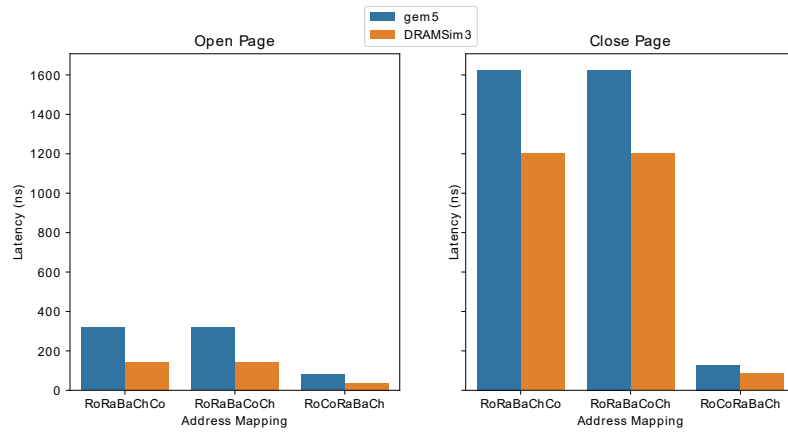 gem5
DRAMSim3
Open Page
Close Page
1600
1400
1200
1000
800
600
400
200
0
Latency (ns)
RoRaBaChCo
RoRaBaCoCh
RoCoRaBaCh
Address Mapping
Latency (ns)
RoRaBaChCo
RoRaBaCoCh
RoCoRaBaCh
Address Mapping